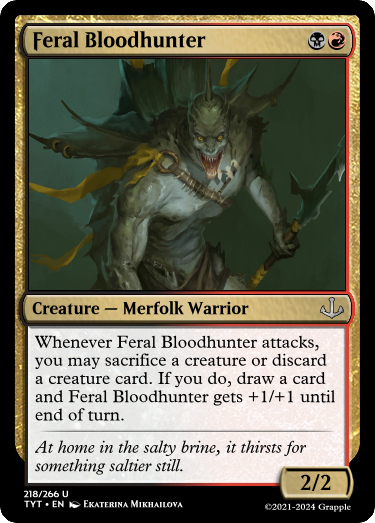 Feral Bloodhunter
Creature — Merfolk Warrior
Whenever Feral Bloodhunter attacks,
you may sacrifice a creature or discard
a creature card. If you do, draw a card
and Feral Bloodhunter gets +1/+1 until
end of turn.
At home in the salty brine, it thirsts for
something saltier still.
2/2
218/266 U
TYT • EN Ekaterina Mikhailova
©2021-2024 Grapple